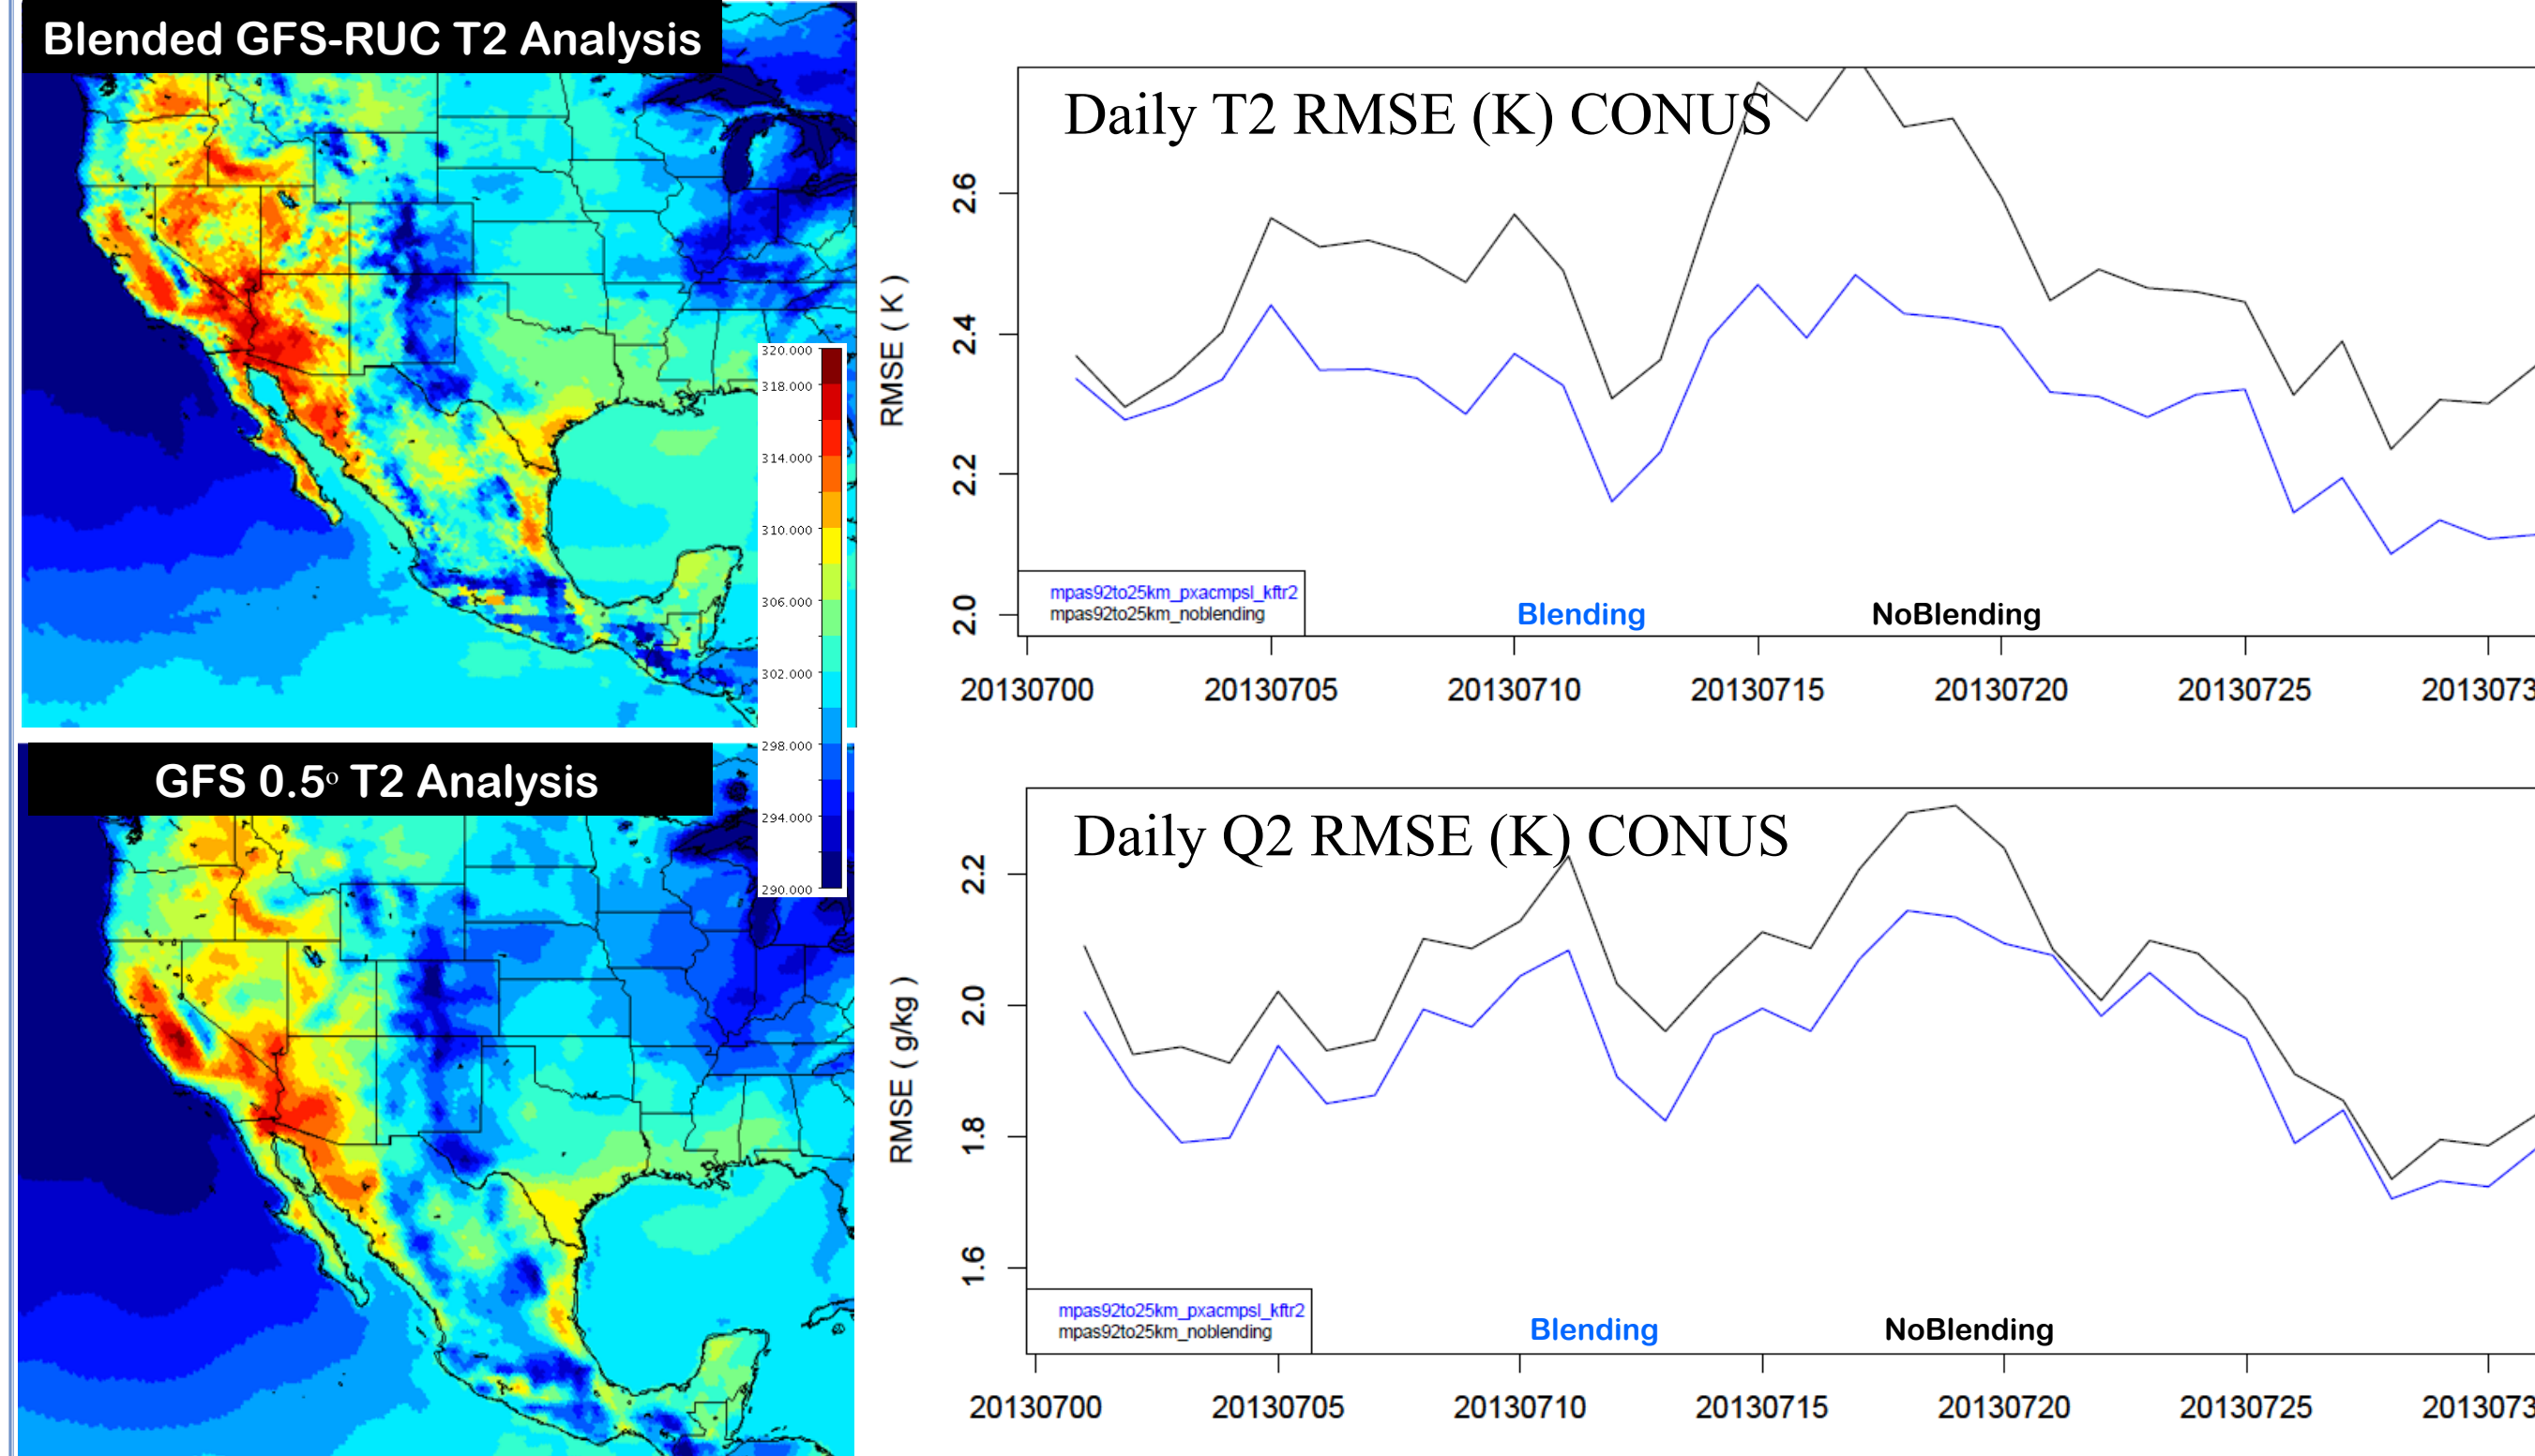 Blended GFS-RUC T2 Analysis
320.000
318.000
314.000
310.000
306.000
302.000
298.000
294.000
290.000
GFS 0.5o T2 Analysis
Daily T2 RMSE (K) CONUS
RMSE ( K )
2.6
2.4
2.2
2.0
mpas92to25km_pxacmpsl_kftr2
mpas92to25km_noblending
Blending
NoBlending
20130700
20130705
20130710
20130715
20130720
20130725
2013073
Daily Q2 RMSE (K) CONUS
RMSE ( g/kg )
2.2
2.0
1.8
1.6
mpas92to25km_pxacmpsl_kftr2
mpas92to25km_noblending
Blending
NoBlending
20130700
20130705
20130710
20130715
20130720
20130725
2013073